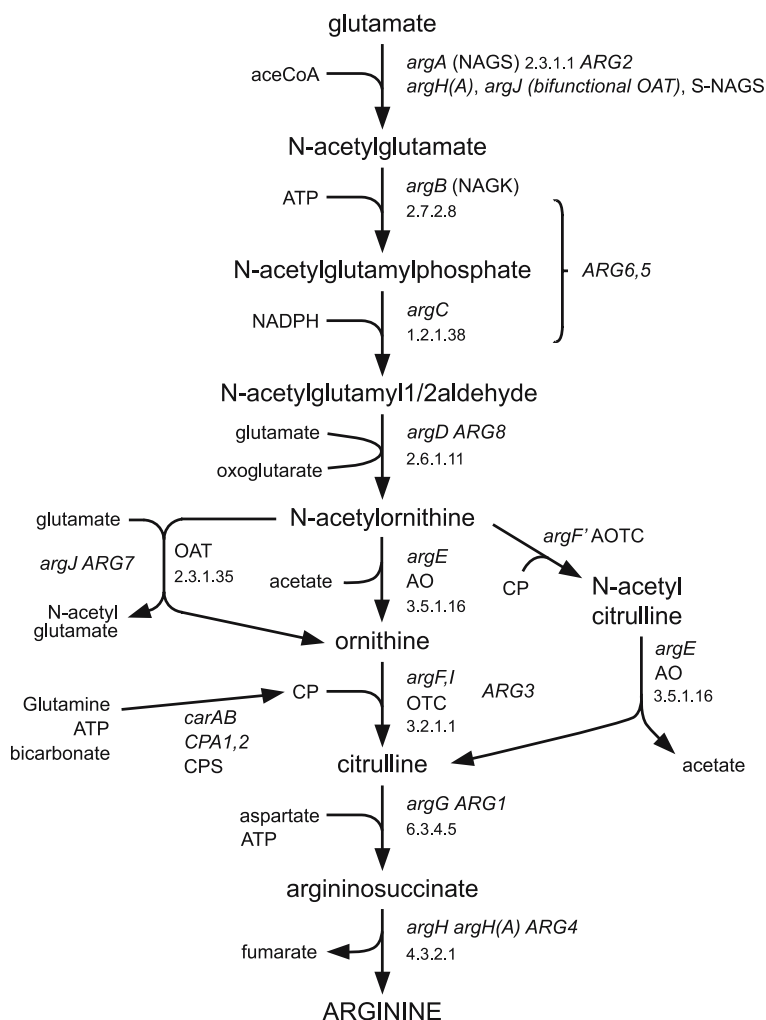 glutamate
argA (NAGS) 2.3.1.1 ARG2
aceCoA
argH(A), argJ (bifunctional OAT), S-NAGS
N-acetylglutamate
ATP
argB (NAGK)
2.7.2.8
N-acetylglutamylphosphate
ARG6,5
argC
NADPH
1.2.1.38
N-acetylglutamyl1/2aldehyde
glutamate
argD ARG8
oxoglutarate
2.6.1.11
glutamate
N-acetylornithine
argF' AOTC
argJ ARG7
OAT
2.3.1.35
argE
acetate
AO
3.5.1.16
CP
N-acetyl
citrulline
N-acetyl
glutamate
ornithine
argE
AO
3.5.1.16
argF,I
CP
OTC
ARG3
3.2.1.1
Glutamine
ATP
bicarbonate
carAB
CPA1,2
CPS
citrulline
acetate
aspartate
ATP
argG ARG1
6.3.4.5
argininosuccinate
argH argH(A) ARG4
fumarate
4.3.2.1
ARGININE